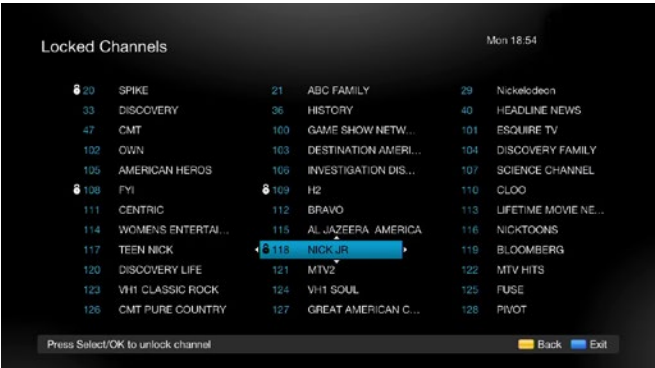 Locked Channels Mon 18:54
20 SPIKE 21 ABC FAMILY 29 Nickelodeon
33 DISCOVERY 36 HISTORY 40 HEADLINE NEWS
47 CMT 100 GAME SHOW NETW... 101 ESQUIRE TV
102 OWN 103 DESTINATION AMERI... 104 DISCOVERY FAMILY
105 AMERICAN HEROS 106 INVESTIGATION DIS... 107 SCIENCE CHANNEL
108 FYI 109 H2 110 CLOO
111 CENTRIC 112 BRAVO 113 LIFETIME MOVIE NE...
114 WOMENS ENTERTAI... 115 AL JAZEERA AMERICA 116 NICKTOONS
117 TEEN NICK 118 NICK JR 119 BLOOMBERG
120 DISCOVERY LIFE 121 MTV2 122 MTV HITS
123 VH1 CLASSIC ROCK 124 VH1 SOUL 125 FUSE
126 CMT PURE COUNTRY 127 GREAT AMERICAN C... 128 PIVOT
Press Select/OK to unlock channel Back Exit